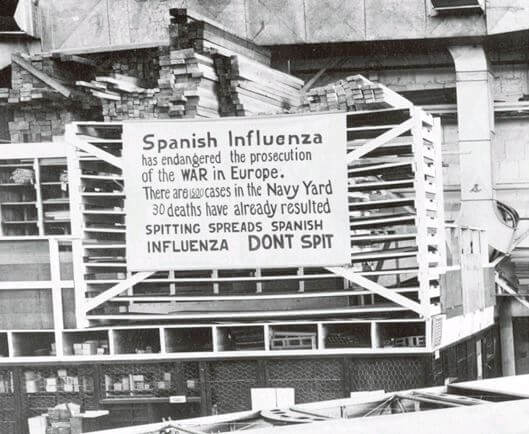 Spanish Influenza
has endangered the prosecution
of the WAR in Europe.
There are 1500 cases in the Navy Yard
30 deaths have already resulted
SPITTING SPREADS SPANISH
INFLUENZA DONT SPIT